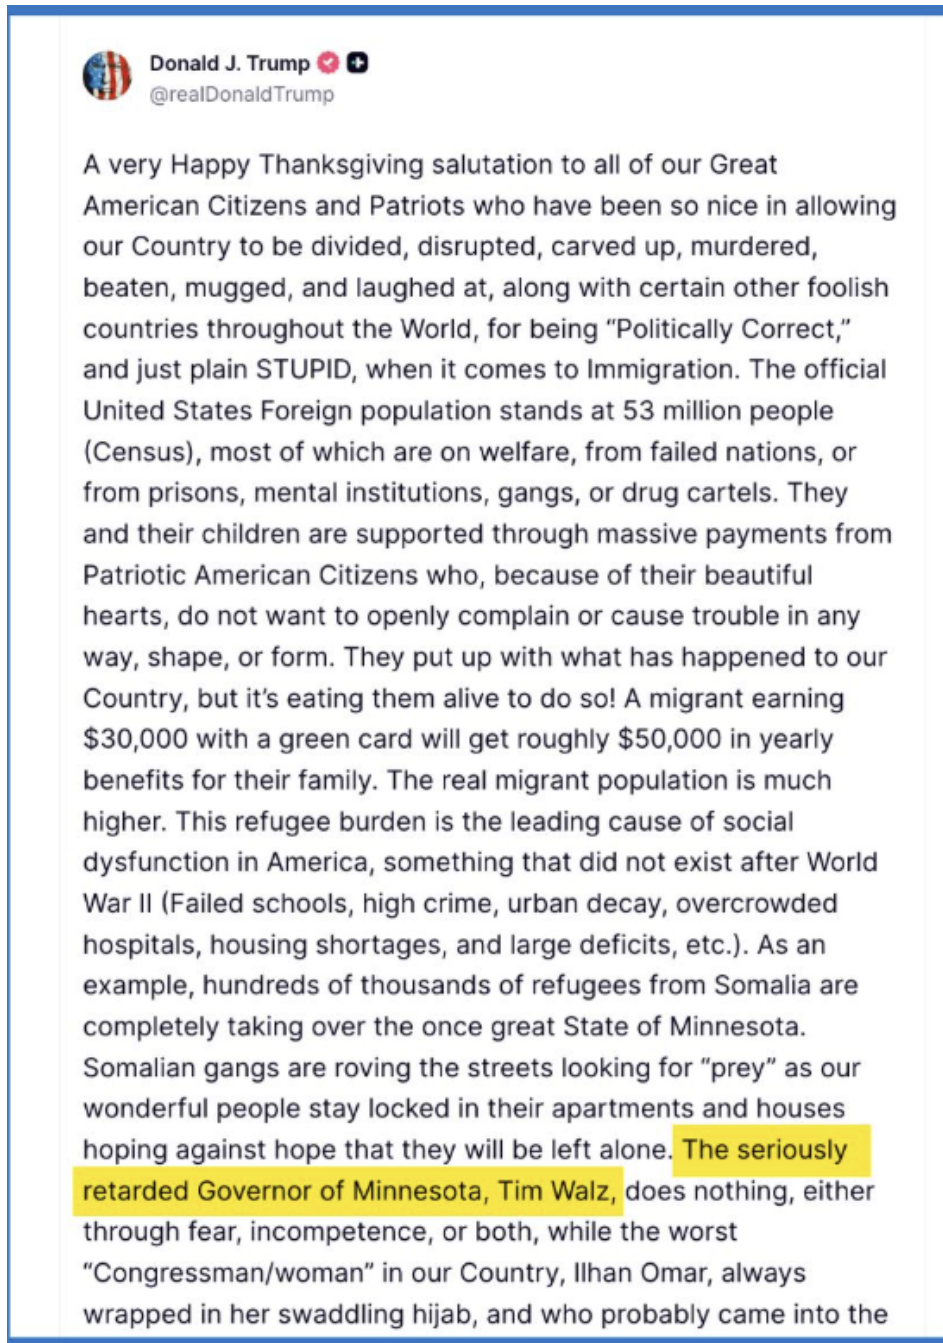 Donald J. Trump
@realDonaldTrump
A very Happy Thanksgiving salutation to all of our Great
American Citizens and Patriots who have been so nice in allowing
our Country to be divided, disrupted, carved up, murdered,
beaten, mugged, and laughed at, along with certain other foolish
countries throughout the World, for being “Politically Correct,”
and just plain STUPID, when it comes to Immigration. The official
United States Foreign population stands at 53 million people
(Census), most of which are on welfare, from failed nations, or
from prisons, mental institutions, gangs, or drug cartels. They
and their children are supported through massive payments from
Patriotic American Citizens who, because of their beautiful
hearts, do not want to openly complain or cause trouble in any
way, shape, or form. They put up with what has happened to our
Country, but it’s eating them alive to do so! A migrant earning
$30,000 with a green card will get roughly $50,000 in yearly
benefits for their family. The real migrant population is much
higher. This refugee burden is the leading cause of social
dysfunction in America, something that did not exist after World
War II (Failed schools, high crime, urban decay, overcrowded
hospitals, housing shortages, and large deficits, etc.). As an
example, hundreds of thousands of refugees from Somalia are
completely taking over the once great State of Minnesota.
Somalian gangs are roving the streets looking for “prey” as our
wonderful people stay locked in their apartments and houses
hoping against hope that they will be left alone. The seriously
retarded Governor of Minnesota, Tim Walz, does nothing, either
through fear, incompetence, or both, while the worst
“Congressman/woman” in our Country, Ilhan Omar, always
wrapped in her swaddling hijab, and who probably came into the